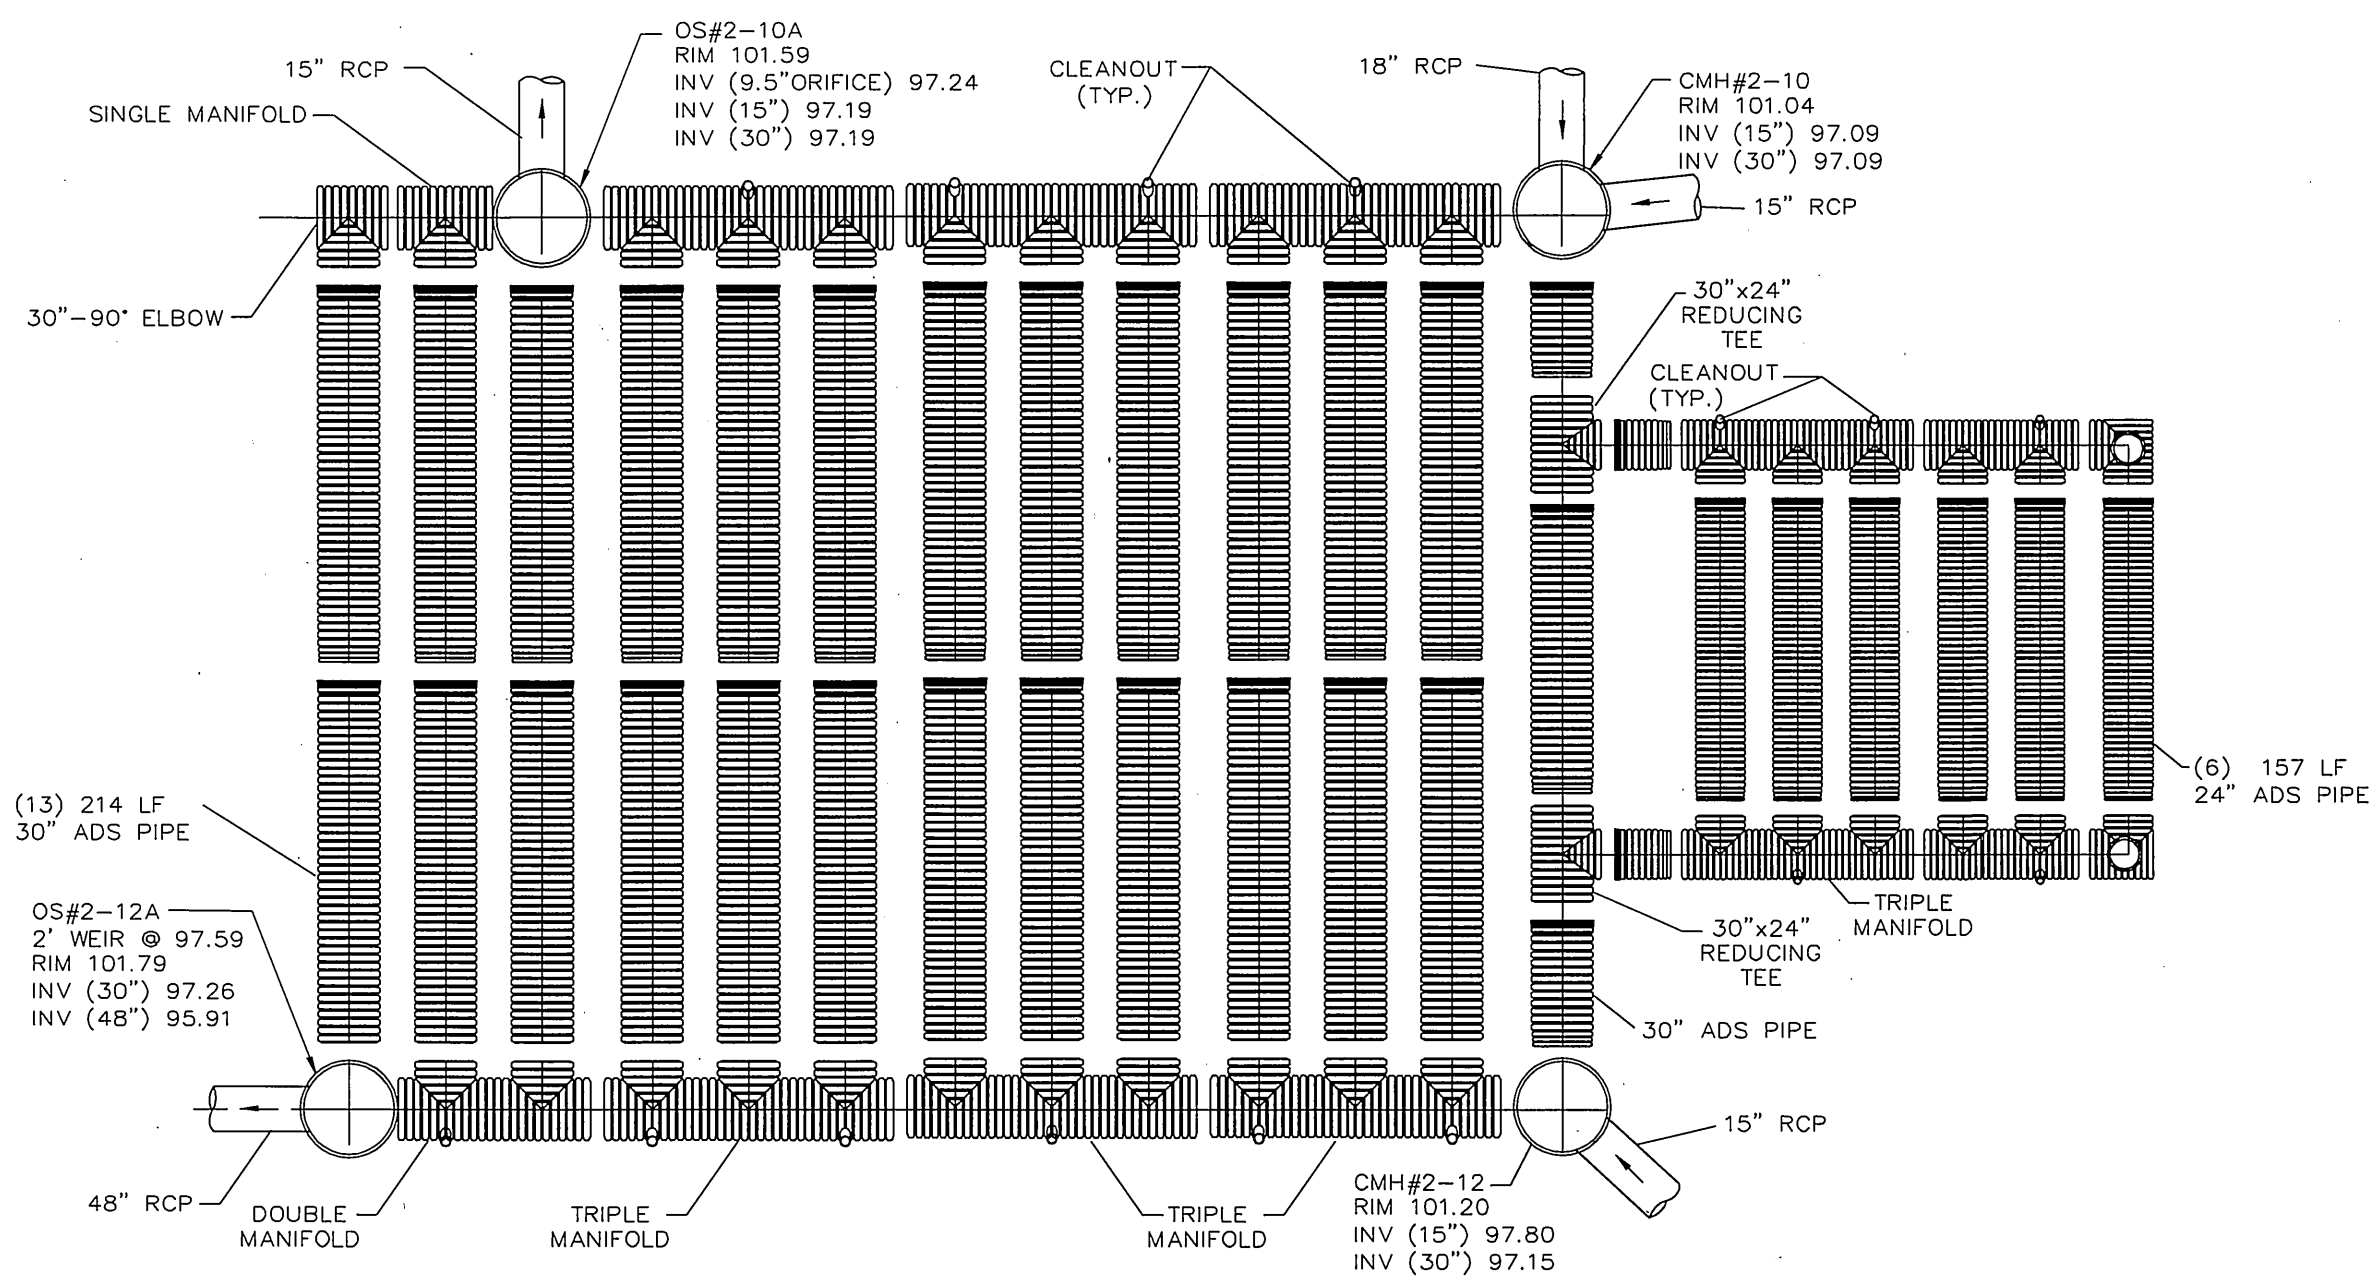 OS#2-10A
RIM 101.59
INV (9.5"ORIFICE) 97.24
INV (15") 97.19
INV (30") 97.19
15" RCP
SINGLE MANIFOLD
CLEANOUT
(TYP.)
18" RCP
CMH#2-10
RIM 101.04
INV (15") 97.09
INV (30") 97.09
15" RCP
30"-90° ELBOW
30"x24"
REDUCING
TEE
CLEANOUT
(TYP.)
(6) 157 LF
24" ADS PIPE
(13) 214 LF
30" ADS PIPE
OS#2-12A
2' WEIR @ 97.59
RIM 101.79
INV (30") 97.26
INV (48") 95.91
TRIPLE
MANIFOLD
30"x24"
REDUCING
TEE
30" ADS PIPE
15" RCP
48" RCP
DOUBLE
MANIFOLD
TRIPLE
MANIFOLD
TRIPLE
MANIFOLD
CMH#2-12
RIM 101.20
INV (15") 97.80
INV (30") 97.15